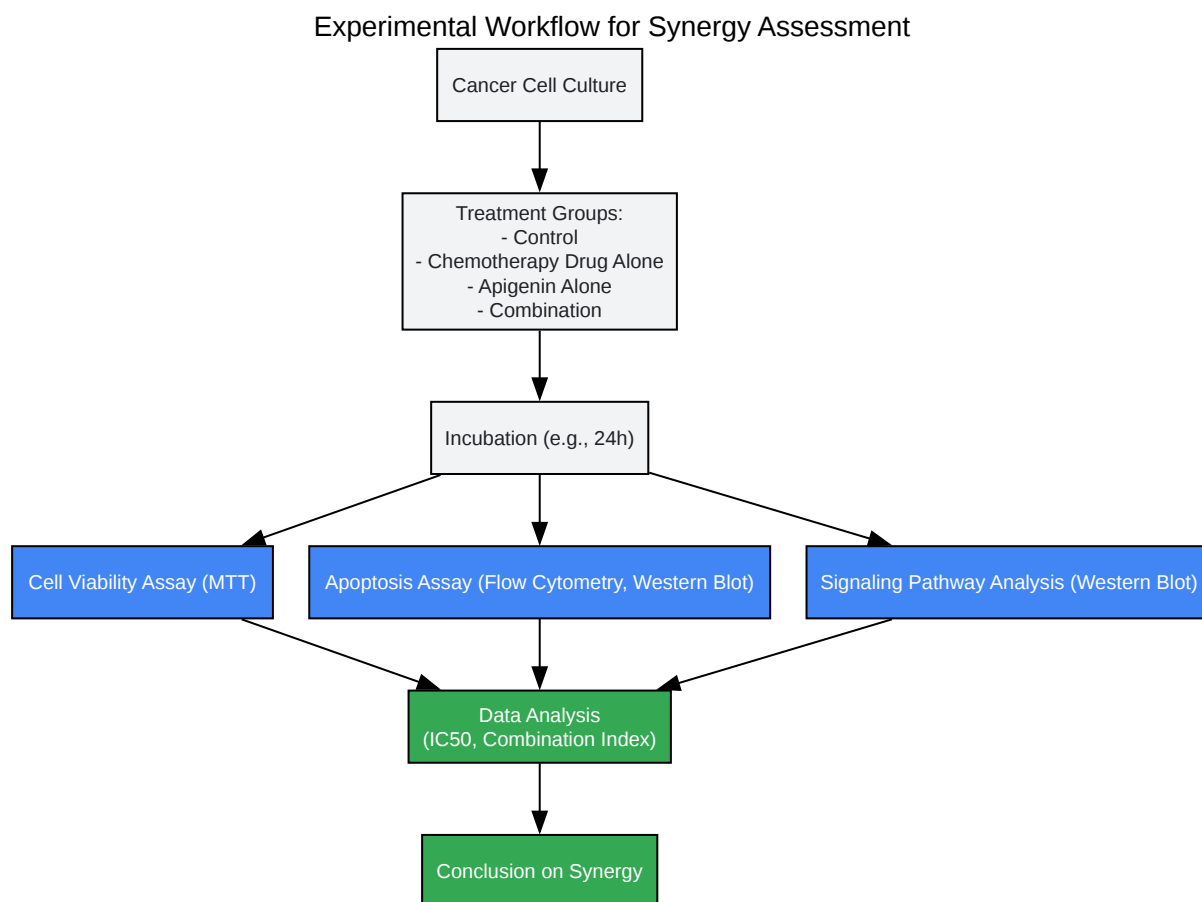 Experimental Workflow for Synergy Assessment
Cancer Cell Culture
Treatment Groups:
- Control
- Chemotherapy Drug Alone
- Apigenin Alone
- Combination
Incubation (e.g., 24h)
Cell Viability Assay (MTT)
Apoptosis Assay (Flow Cytometry, Western Blot)
Signaling Pathway Analysis (Western Blot)
Data Analysis
(IC50, Combination Index)
Conclusion on Synergy